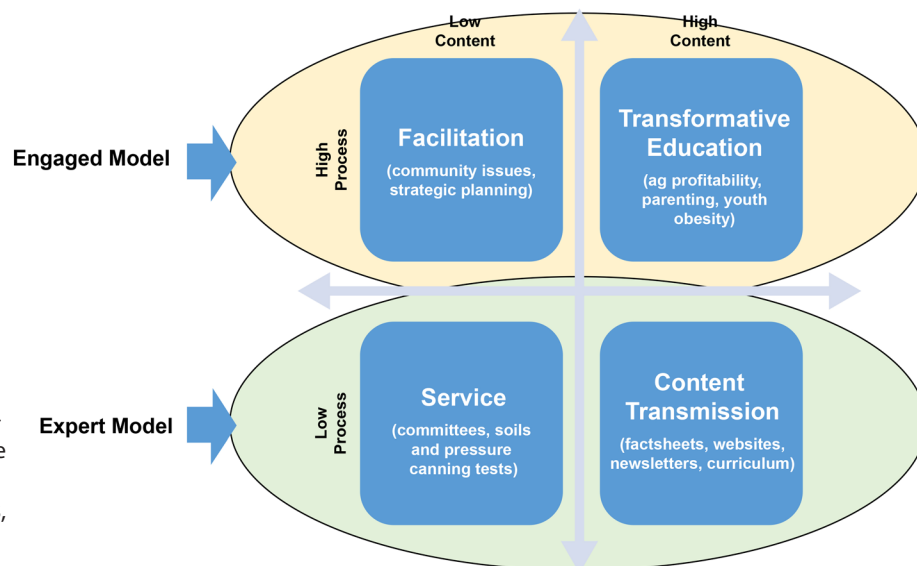 Low
Content
High
Content
Engaged Model
High
Process
Facilitation
(community issues,
strategic planning)
Transformative
Education
(ag profitability,
parenting, youth
obesity)
Expert Model
Low
Process
Service
(committees, soils
and pressure
canning tests)
Content
Transmission
(factsheets, websites,
newsletters, curriculum)